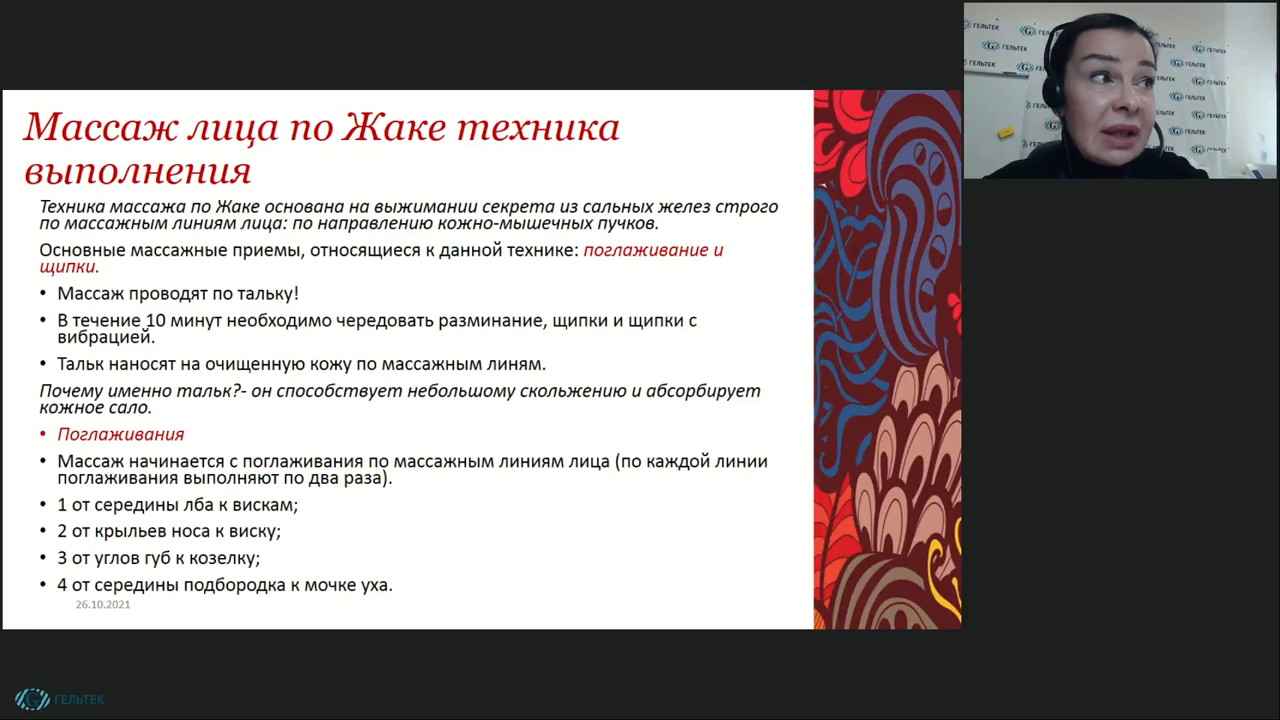 Массаж лица по Жаке техника
выполнения
Техника массажа по Жаке основана на выжимании секрета из сальных желез строго
по массажным линиям лица: по направлению кожно-мышечных пучков.
Основные массажные приемы, относящиеся к данной технике: поглаживание и
щипки.
• Массаж проводят по тальку!
• В течение 10 минут необходимо чередовать разминание, щипки и щипки с
вибрацией.
• Тальк наносят на очищенную кожу по массажным линям.
Почему именно тальк?- он способствует небольшому скольжению и абсорбирует
кожное сало.
• Поглаживания
• Массаж начинается с поглаживания по массажным линиям лица (по каждой линии
поглаживания выполняют по два раза).
• 1 от середины лба к вискам;
• 2 от крыльев носа к виску;
• 3 от углов губ к козелку;
• 4 от середины подбородка к мочке уха.
26.10.2021
ГЕЛЬТЕК
ГЕЛЬТЕК
ГЕЛЬТЕК
ГЕЛЬТЕК
ГЕЛЬТЕК